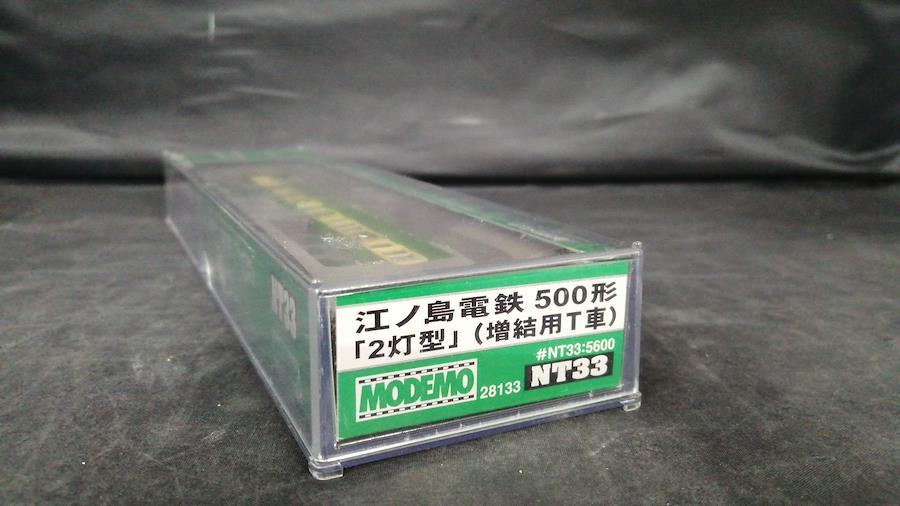 江ノ島電鉄 500形
「2灯型」(増結用T車)
#NT33:5600
MODEMO 28133 NT33
NT33